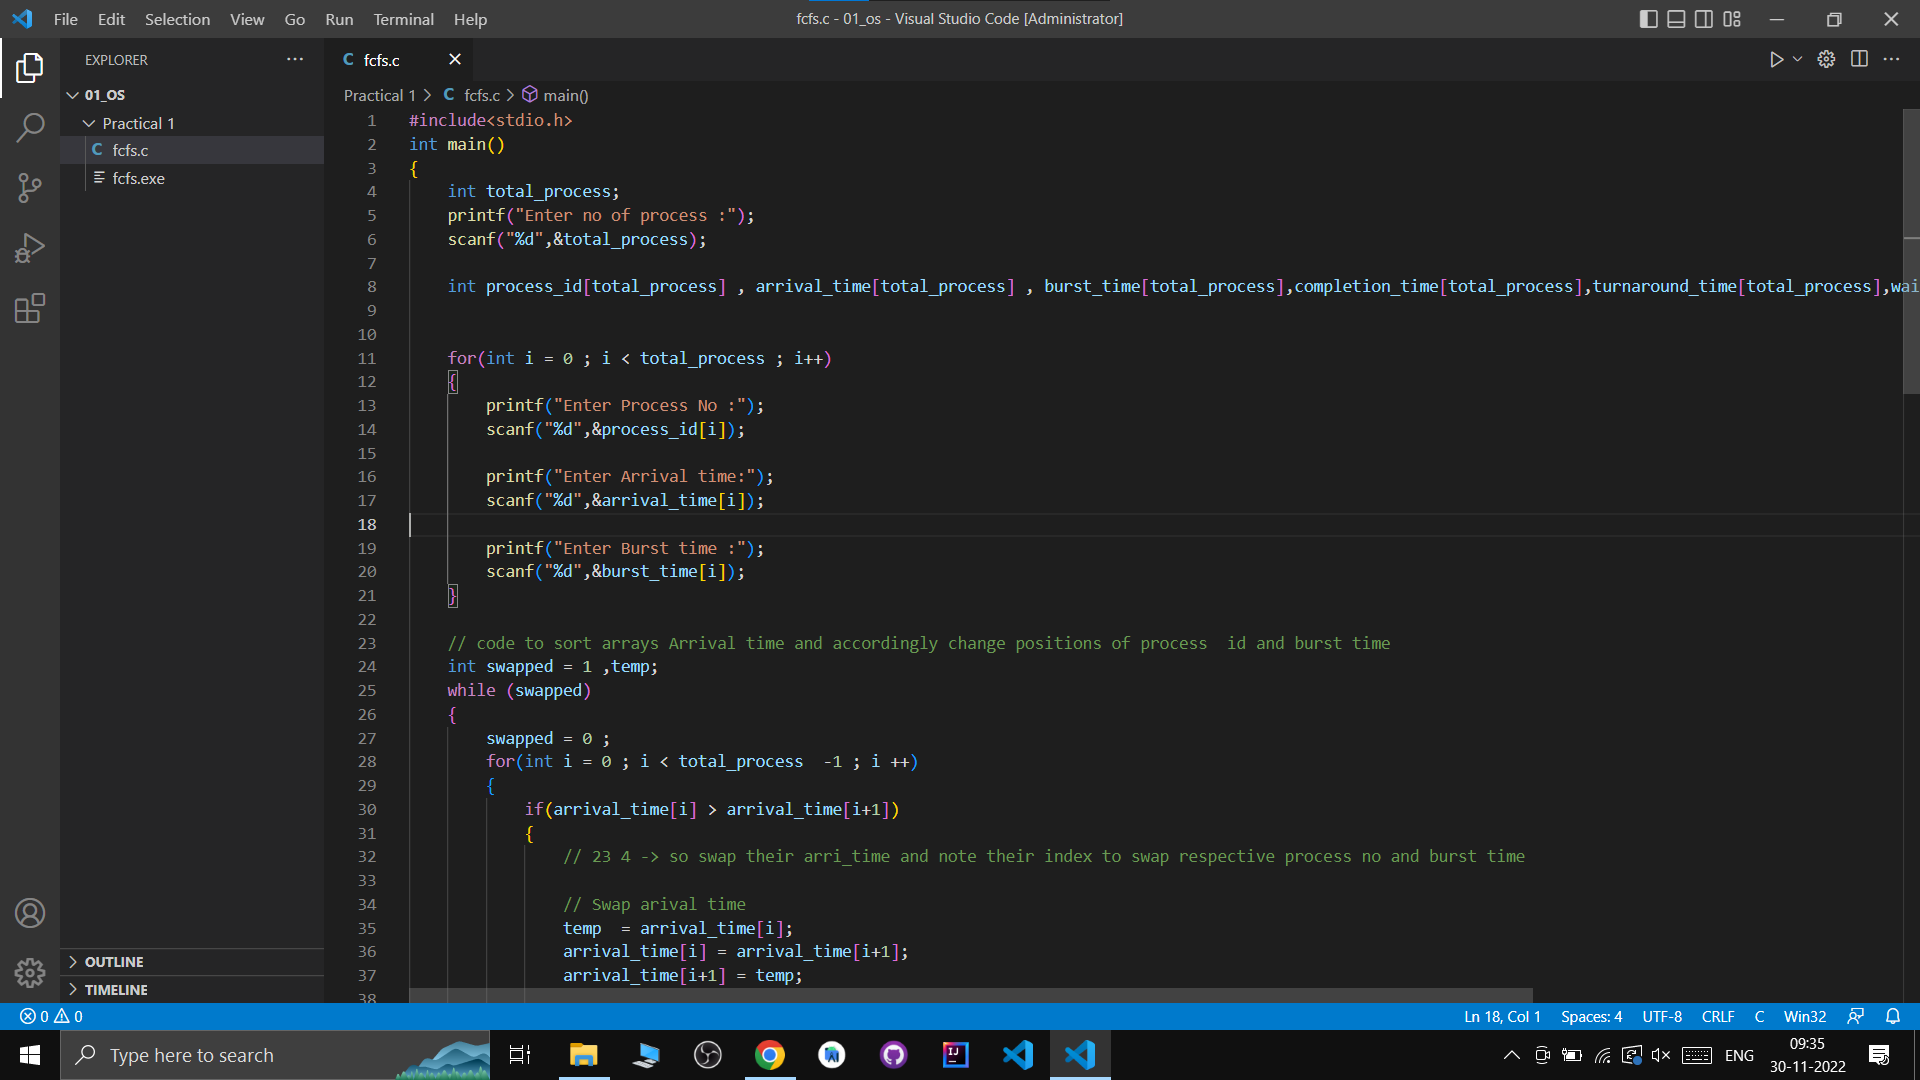 File Edit Selection View Go Run Terminal Help
fcfs.c - 01_os - Visual Studio Code [Administrator]
EXPLORER
01_OS
Practical 1
C fcfs.c
fcfs.exe
OUTLINE
TIMELINE
C fcfs.c
Practical 1 > C fcfs.c > main()
1 #include<stdio.h>
2 int main()
3 {
4 int total_process;
5 printf("Enter no of process :");
6 scanf("%d",&total_process);
7
8 int process_id[total_process] , arrival_time[total_process] , burst_time[total_process],completion_time[total_process],turnaround_time[total_process],wai
9
10
11 for(int i = 0 ; i < total_process ; i++)
12 {
13 printf("Enter Process No :");
14 scanf("%d",&process_id[i]);
15
16 printf("Enter Arrival time:");
17 scanf("%d",&arrival_time[i]);
18
19 printf("Enter Burst time :");
20 scanf("%d",&burst_time[i]);
21 }
22
23 // code to sort arrays Arrival time and accordingly change positions of process  id and burst time
24 int swapped = 1 ,temp;
25 while (swapped)
26 {
27 swapped = 0 ;
28 for(int i = 0 ; i < total_process  -1 ; i ++)
29 {
30 if(arrival_time[i] > arrival_time[i+1])
31 {
32 // 23 4 -> so swap their arri_time and note their index to swap respective process no and burst time
33
34 // Swap arival time
35 temp  = arrival_time[i];
36 arrival_time[i] = arrival_time[i+1];
37 arrival_time[i+1] = temp;
38
0 0
Ln 18, Col 1 Spaces: 4 UTF-8 CRLF C Win32
Type here to search
ENG
09:35
30-11-2022